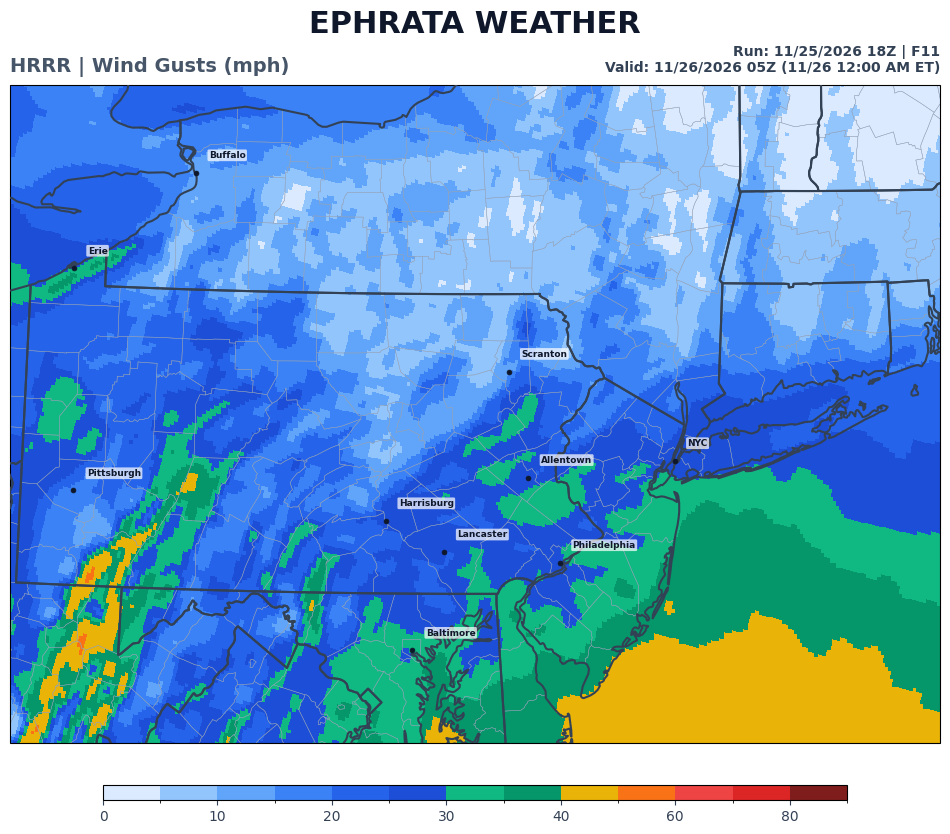 EPHRATA WEATHER
HRRR | Wind Gusts (mph)
Run: 11/25/2026 18Z | F11
Valid: 11/26/2026 05Z (11/26 12:00 AM ET)
Buffalo
Erie
Scranton
NYC
Allentown
Pittsburgh
Harrisburg
Lancaster
Philadelphia
Baltimore
0 10 20 30 40 50 60 70 80